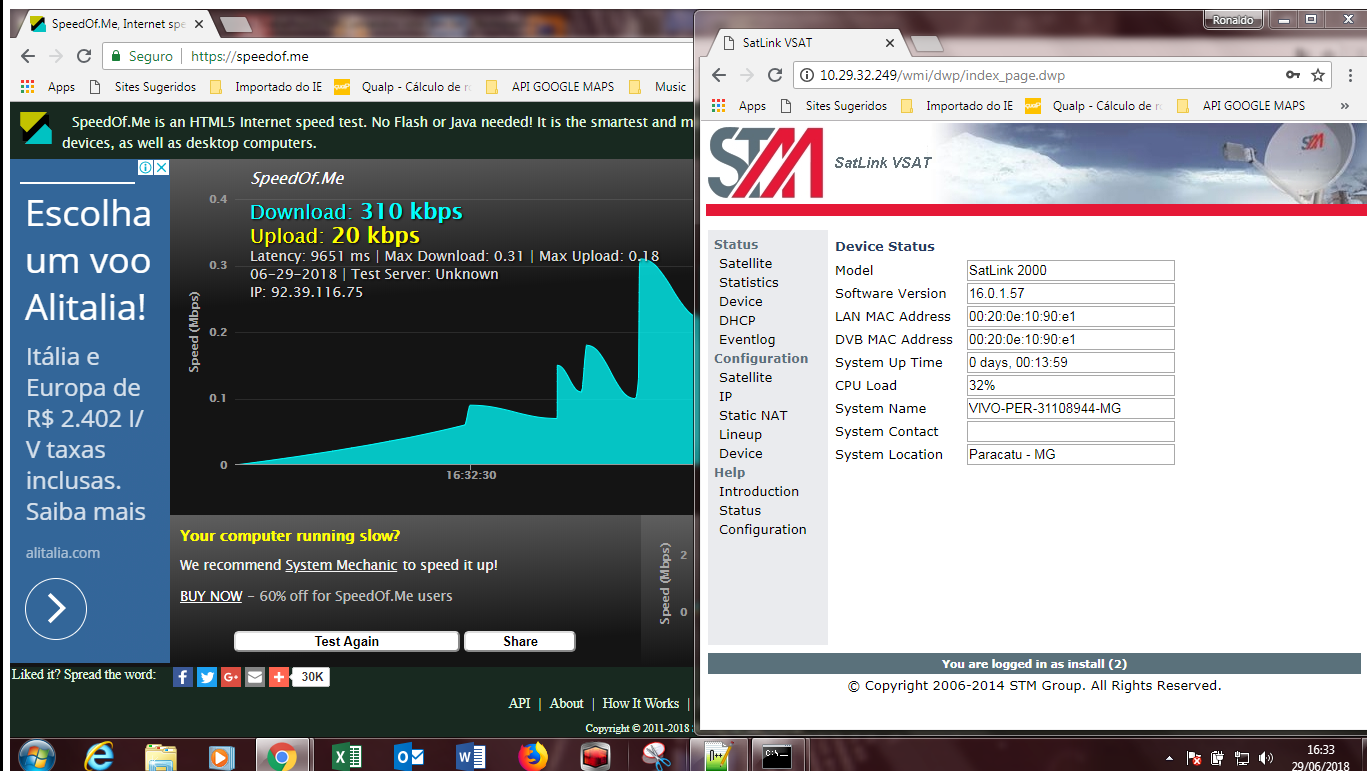 SpeedOf.Me, Internet spe
Seguro
https://speedof.me
Apps
Sites Sugeridos
Importado do IE
Qualp - Cálculo de ro
API GOOGLE MAPS
Music
SpeedOf.Me is an HTML5 Internet speed test. No Flash or Java needed! It is the smartest and m
devices, as well as desktop computers.
Escolha
um voo
Alitalia!
Itália e
Europa de
R$ 2.402 I/
V taxas
inclusas.
Saiba mais
alitalia.com
SpeedOf.Me
Download: 310 kbps
Upload: 20 kbps
Latency: 9651 ms | Max Download: 0.31 | Max Upload: 0.18
06-29-2018 | Test Server: Unknown
IP: 92.39.116.75
Speed (Mbps)
0.4
0.3
0.2
0.1
0
16:32:30
Your computer running slow?
We recommend System Mechanic to speed it up!
BUY NOW – 60% off for SpeedOf.Me users
Speed (Mbps)
2
0
Test Again
Share
Liked it? Spread the word:
30K
API | About | How It Works |
Copyright © 2011-2018
Ronaldo
SatLink VSAT
10.29.32.249/wmi/dwp/index_page.dwp
Apps
Sites Sugeridos
Importado do IE
Qualp - Cálculo de ro
API GOOGLE MAPS
»
STM
SatLink VSAT
STM
Status
Satellite
Statistics
Device
DHCP
Eventlog
Configuration
Satellite
IP
Static NAT
Lineup
Device
Help
Introduction
Status
Configuration
Device Status
Model SatLink 2000
Software Version 16.0.1.57
LAN MAC Address 00:20:0e:10:90:e1
DVB MAC Address 00:20:0e:10:90:e1
System Up Time 0 days, 00:13:59
CPU Load 32%
System Name VIVO-PER-31108944-MG
System Contact
System Location Paracatu - MG
You are logged in as install (2)
© Copyright 2006-2014 STM Group. All Rights Reserved.
16:33
29/06/2018